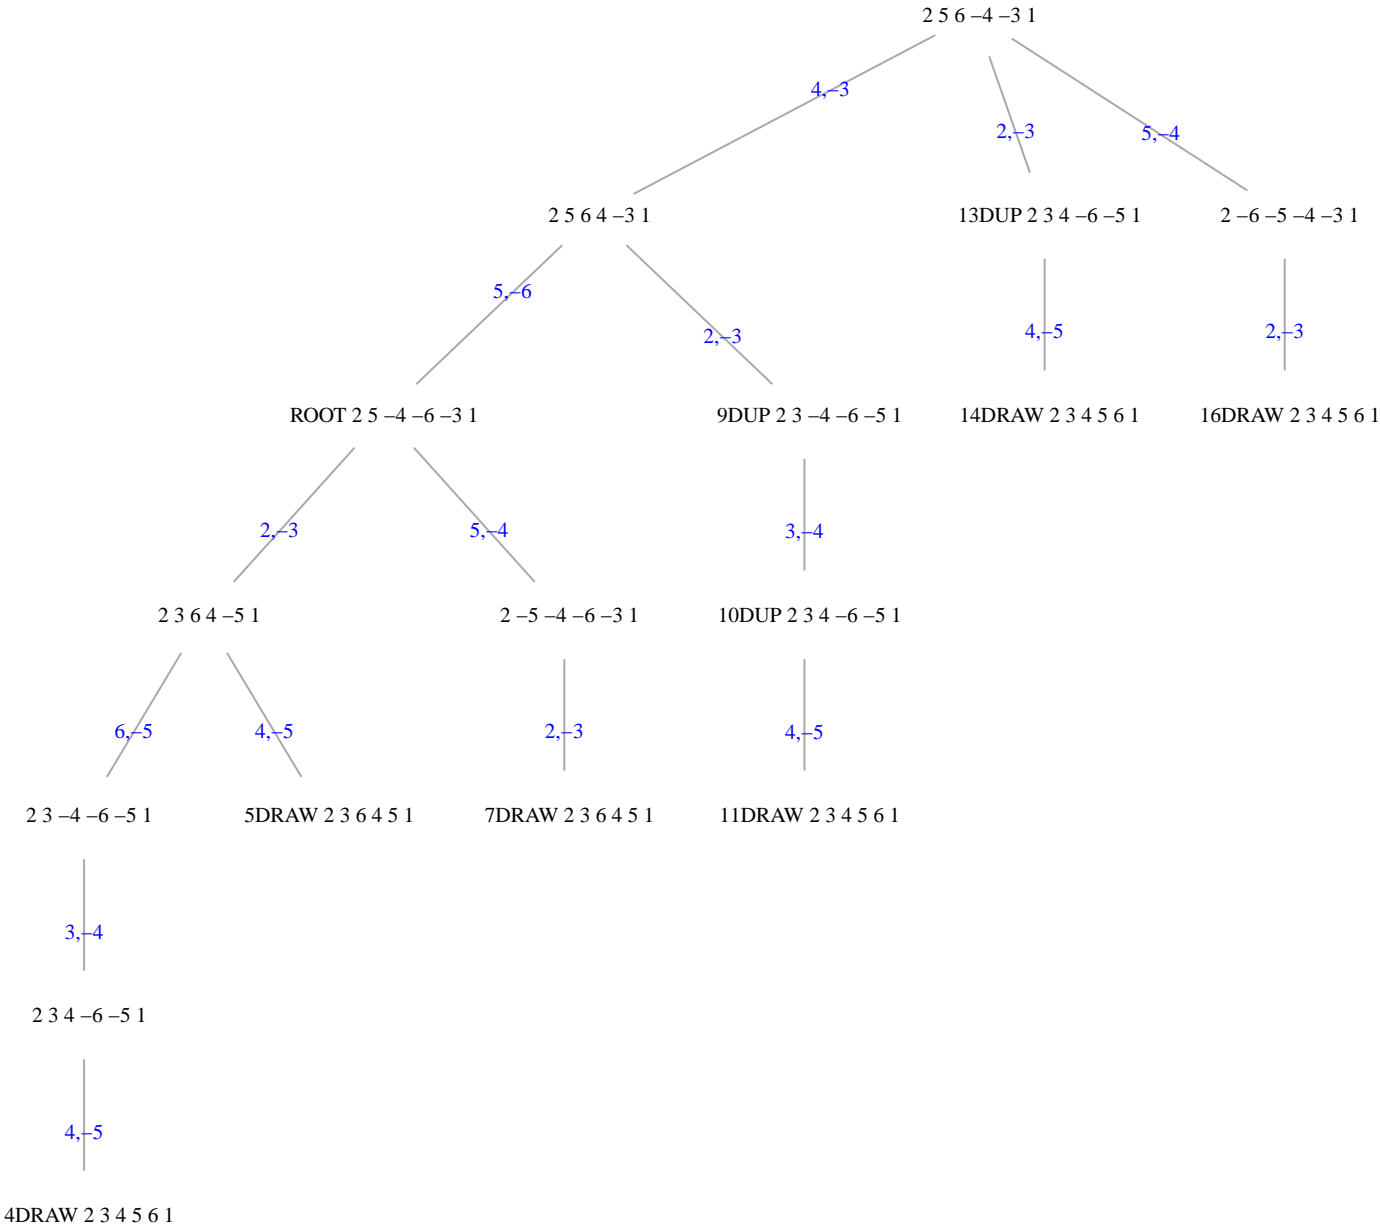 2 5 6 –4 –3 1
4,–3
2,–3
5,–4
2 5 6 4 –3 1
13DUP 2 3 4 –6 –5 1
2 –6 –5 –4 –3 1
5,–6
2,–3
4,–5
2,–3
ROOT 2 5 –4 –6 –3 1
9DUP 2 3 –4 –6 –5 1
14DRAW 2 3 4 5 6 1
16DRAW 2 3 4 5 6 1
2,–3
5,–4
3,–4
2 3 6 4 –5 1
2 –5 –4 –6 –3 1
10DUP 2 3 4 –6 –5 1
6,–5
4,–5
2,–3
4,–5
2 3 –4 –6 –5 1
5DRAW 2 3 6 4 5 1
7DRAW 2 3 6 4 5 1
11DRAW 2 3 4 5 6 1
3,–4
2 3 4 –6 –5 1
4,–5
4DRAW 2 3 4 5 6 1